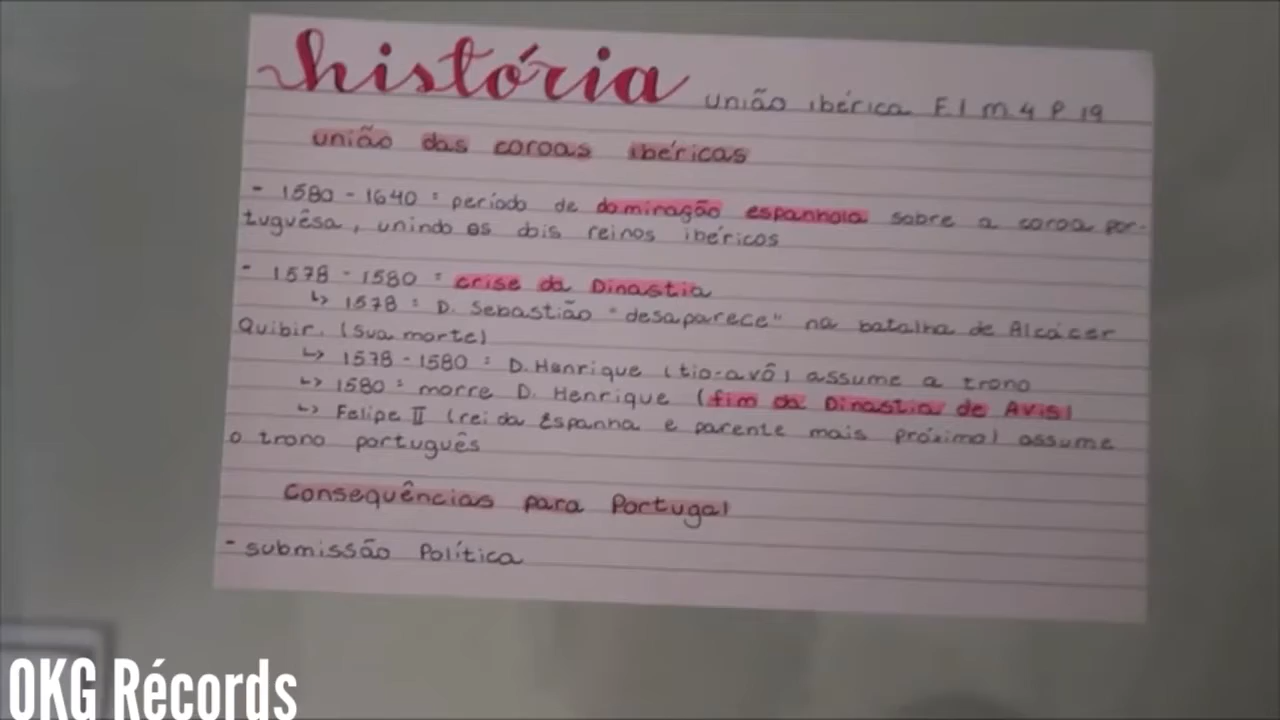 história união ibérica F.1 m 4 P 19
união das coroas ibéricas
- 1580 - 1640 : período de dominação espanhola sobre a coroa por-
tuguêsa, unindo os dois reinos ibéricos
- 1578 - 1580 : crise da Dinastia
↳ 1578 : D. Sebastião "desaparece" na batalha de Alcácer
Quibir. (sua morte)
↳ 1578 - 1580 : D. Henrique (tio-avô) assume a trono
↳ 1580 : morre D. Henrique (fim da Dinastia de Avis)
↳ Felipe II (rei da Espanha e parente mais próximo) assume
o trono português
Consequências para Portugal
- submissão Política
OKG Récords